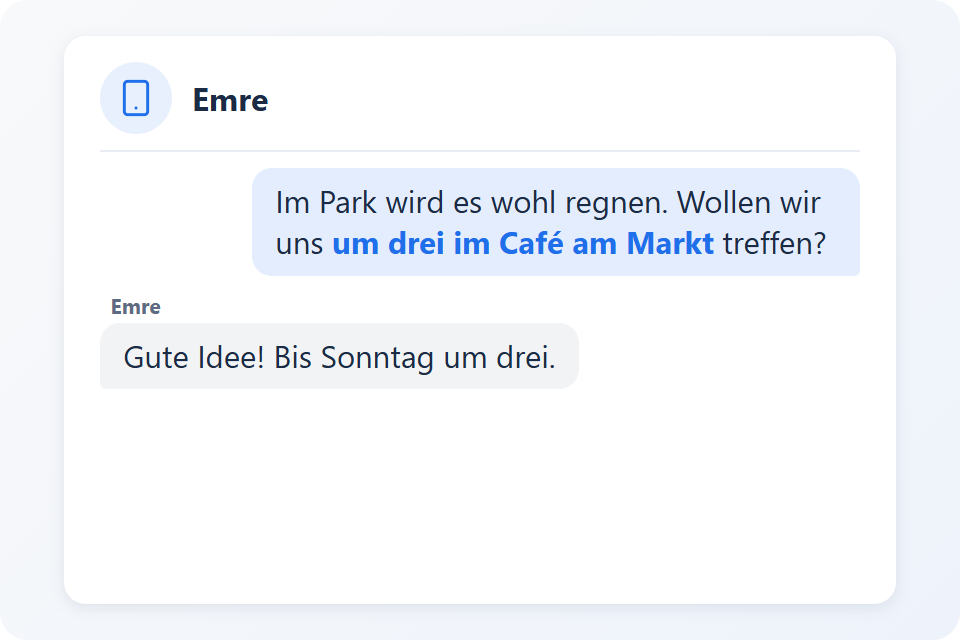 Emre
Im Park wird es wohl regnen. Wollen wir
uns um drei im Café am Markt treffen?
Emre
Gute Idee! Bis Sonntag um drei.